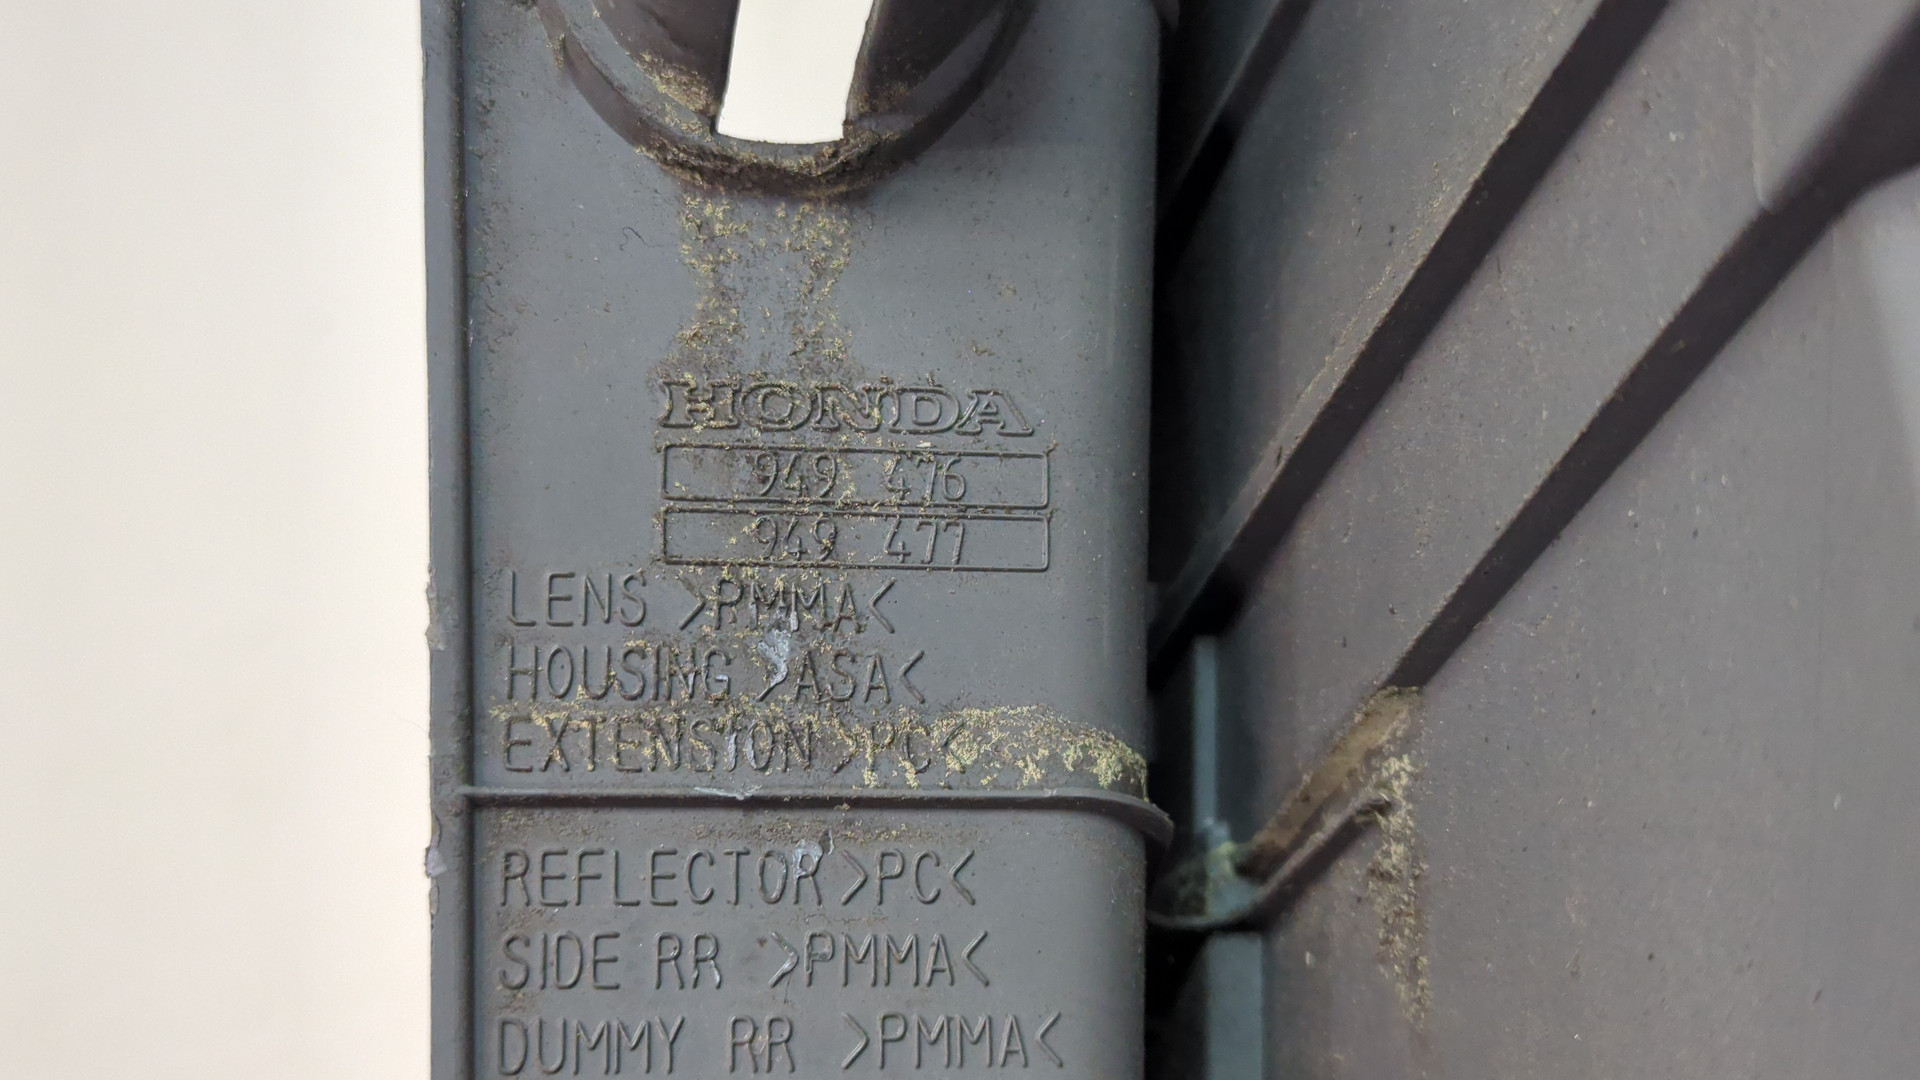 HONDA
949 476
949 477
LENS >PMMA<
HOUSING >ASA<
EXTENSION >PC<
REFLECTOR >PC<
SIDE RR >PMMA<
DUMMY RR >PMMA<